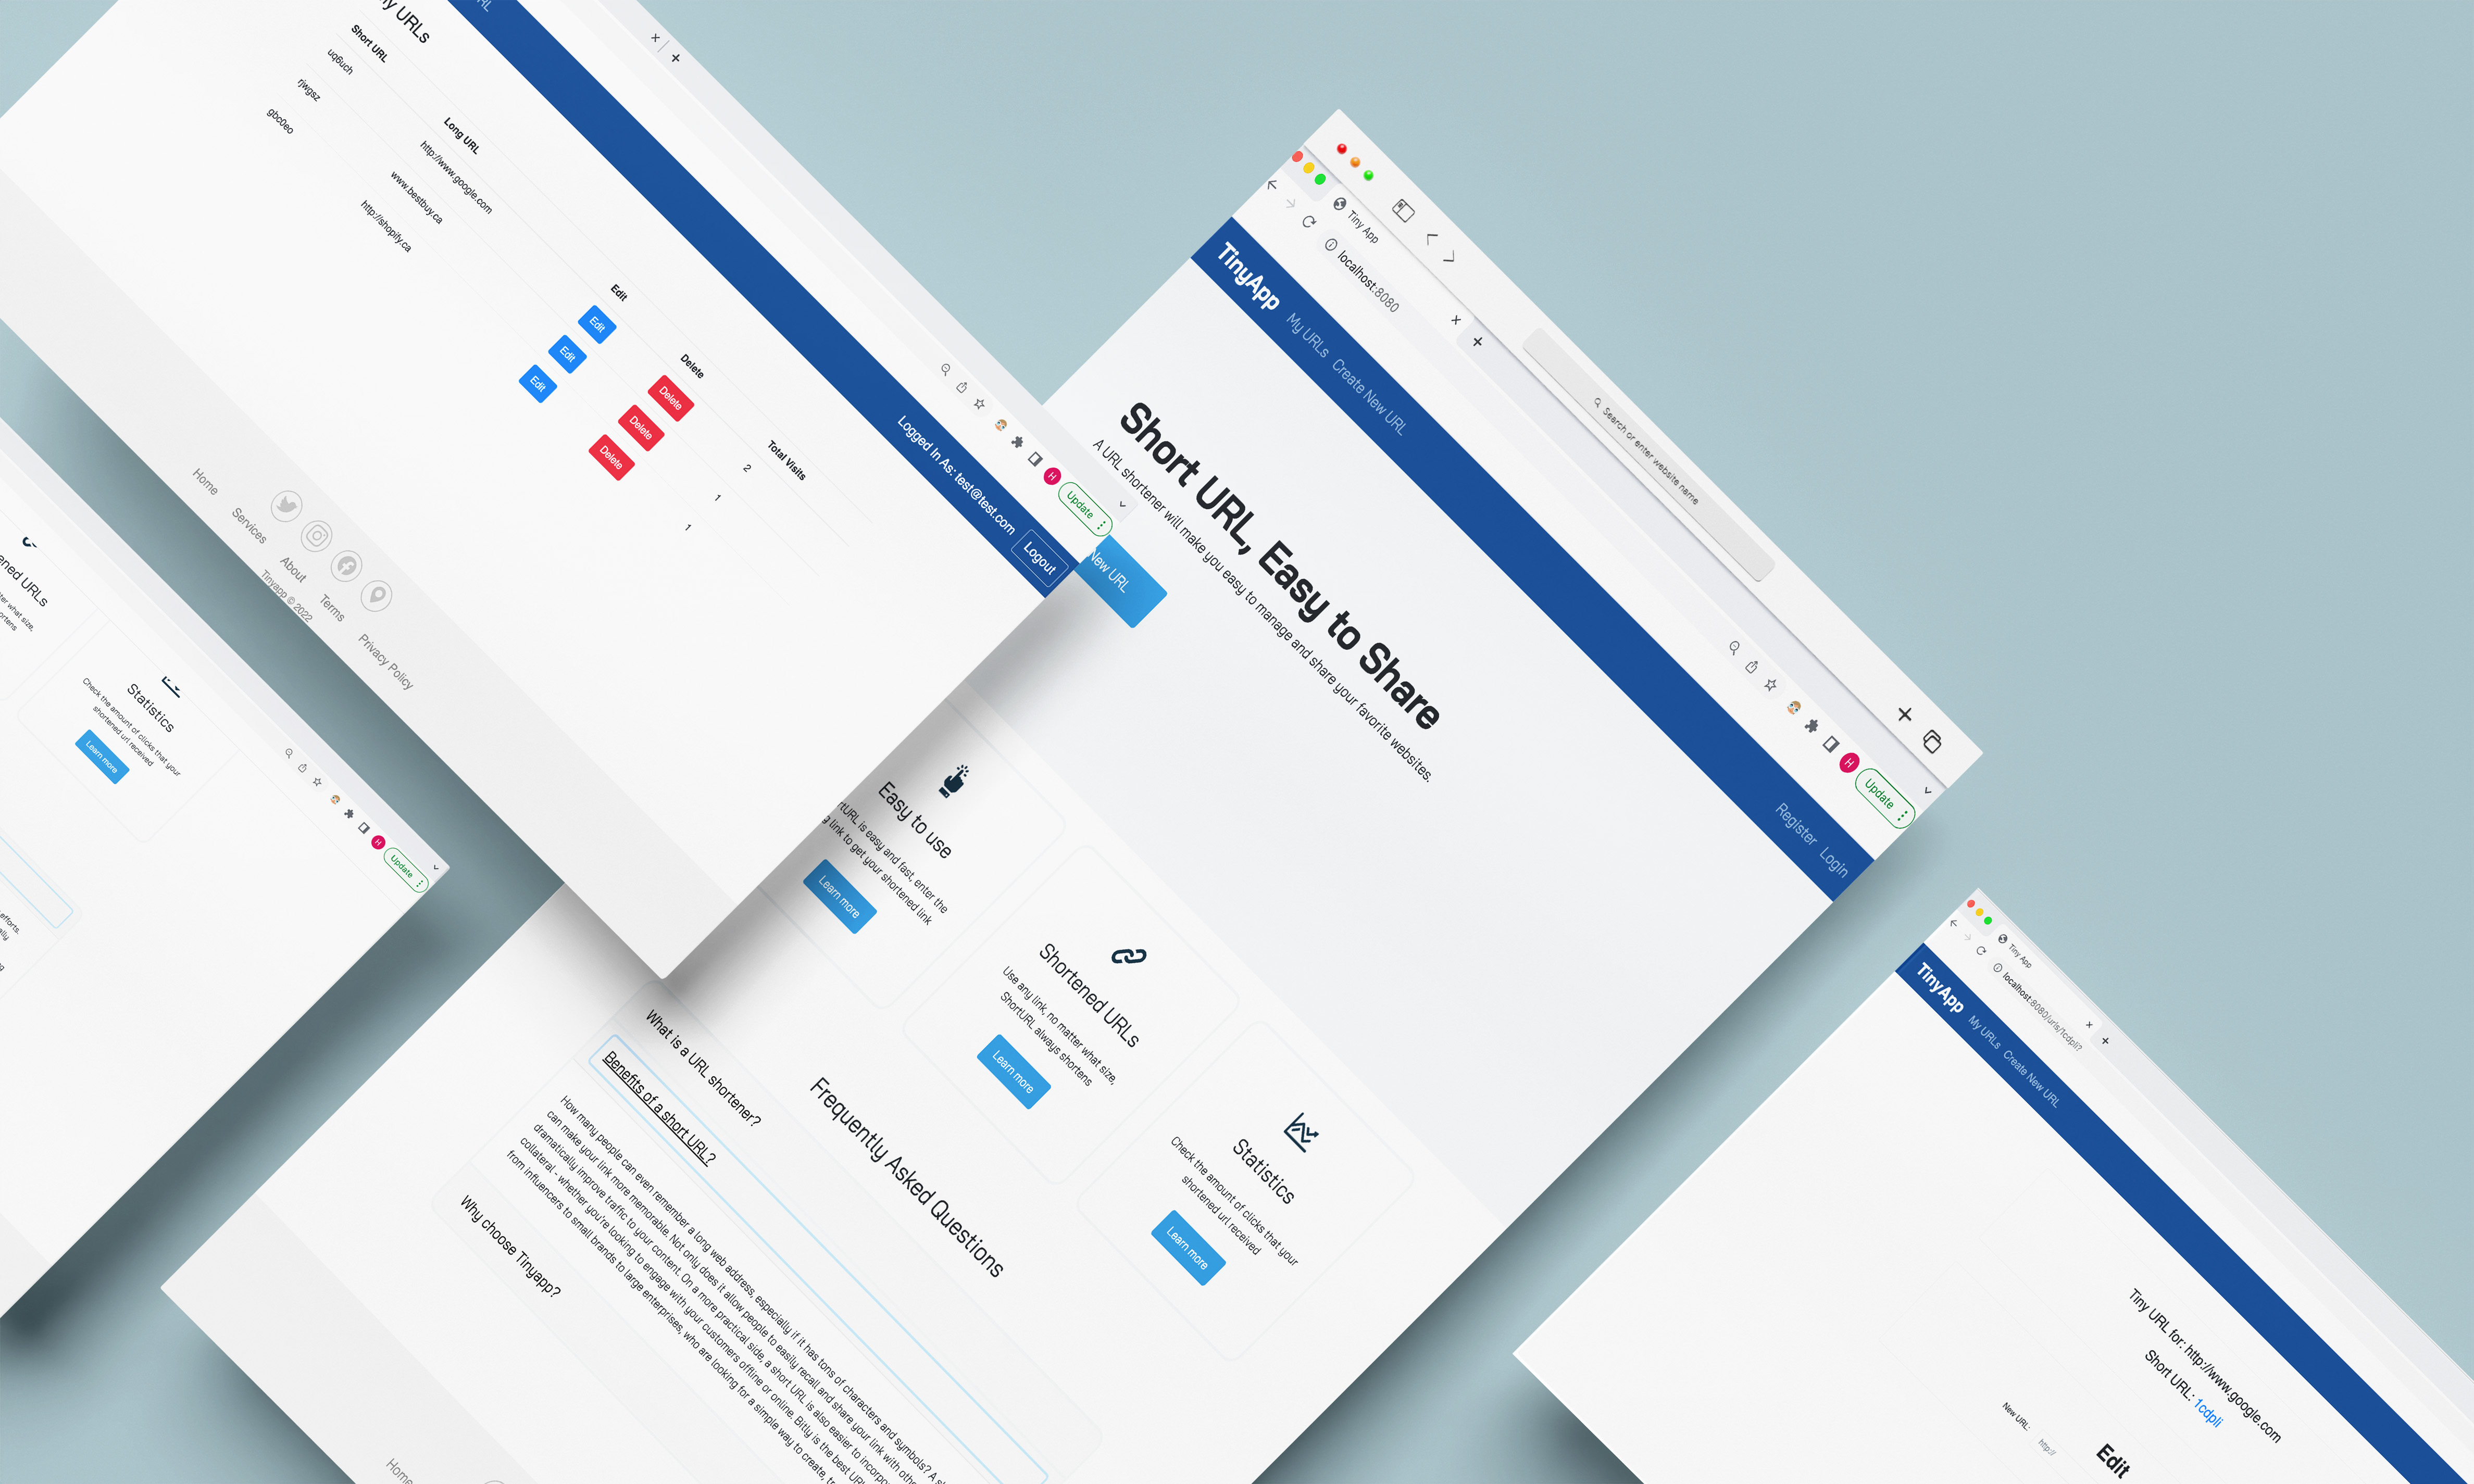 My URLs
Short URL
Long URL
Edit
Delete
Total Visits
uq6uch
http://www.google.com
Edit
Delete
2
rjwgsz
www.bestbuy.ca
Edit
Delete
1
gbc0eo
http://shopify.ca
Edit
Delete
1
Logged In As: test@test.com
Logout
H
Update
Home
Services
About
Terms
Privacy Policy
Tinyapp © 2022
Search or enter website name
Tiny App
localhost:8080
H
Update
TinyApp
My URLs
Create New URL
Register
Login
Short URL, Easy to Share
A URL shortener will make you easy to manage and share your favorite websites.
New URL
Easy to use
is easy and fast, enter the
link to get your shortened link
Learn more
Shortened URLs
Use any link, no matter what size,
ShortURL always shortens
Learn more
Statistics
Check the amount of clicks that your
shortened url received
Learn more
Frequently Asked Questions
What is a URL shortener?
Benefits of a short URL?
How many people can even remember a long web address, especially if it has tons of characters and symbols? A
can make your link more memorable. Not only does it allow people to easily recall and share your link with
dramatically improve traffic to your content. On a more practical side, a short URL is also easier to
collateral - whether you're looking to engage with your customers offline or online. Bitly is the best
from influencers to small brands to large enterprises, who are looking for a simple way to create,
Why choose Tinyapp?
Home
URLs
what size,
Statistics
Check the amount of clicks that your
shortened url received
Learn more
efforts.
H
Update
Tiny App
localhost:8080/urls/1cdpli?
TinyApp
My URLs
Create New URL
Tiny URL for: http://www.google.com
Short URL: 1cdpli
Edit
New URL:
http://